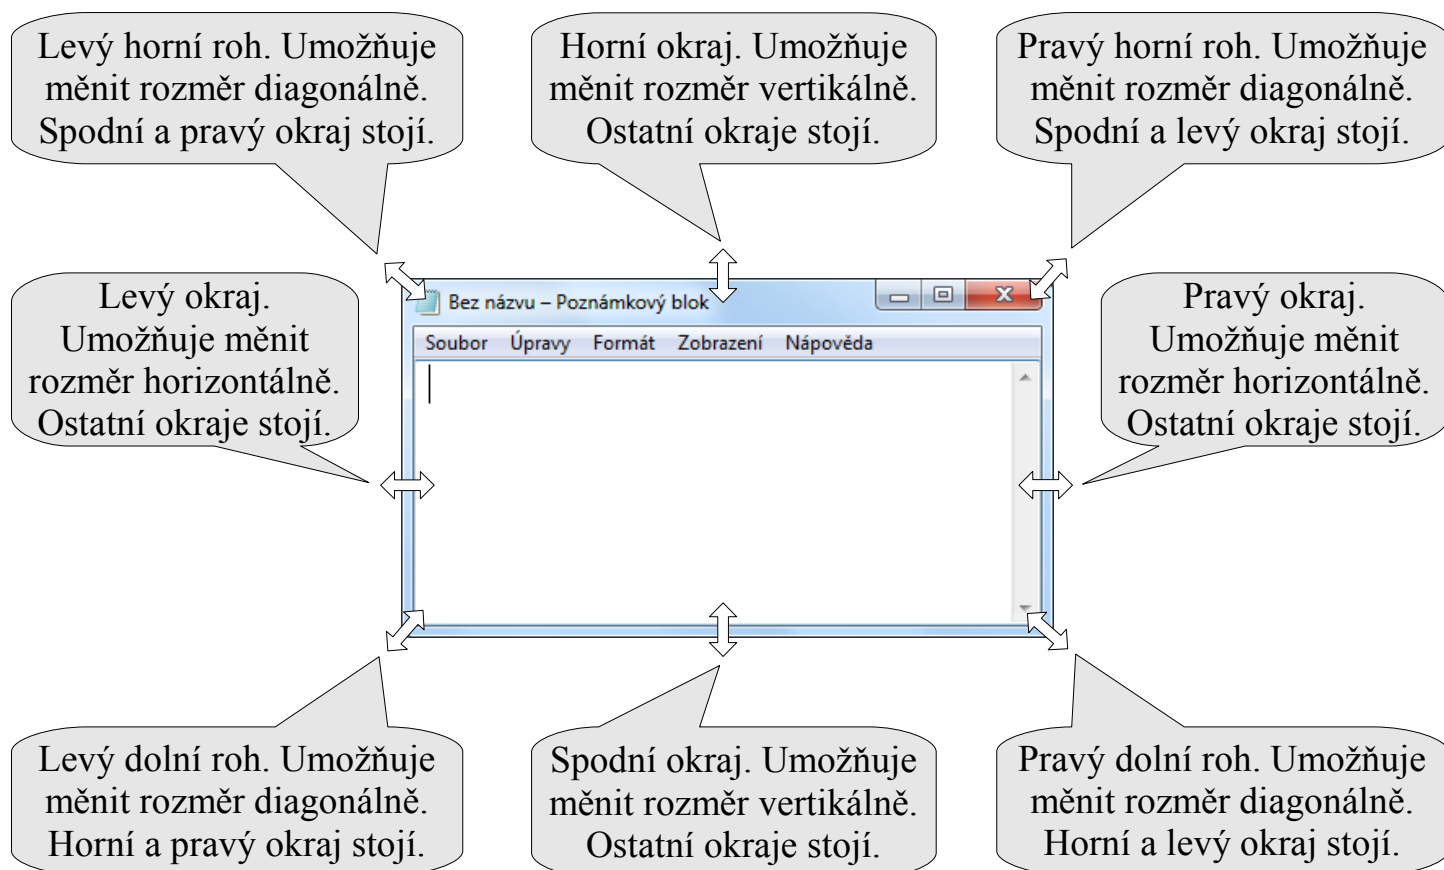 Levý horní roh. Umožňuje
měnit rozměr diagonálně.
Spodní a pravý okraj stojí.
Horní okraj. Umožňuje
měnit rozměr vertikálně.
Ostatní okraje stojí.
Pravý horní roh. Umožňuje
měnit rozměr diagonálně.
Spodní a levý okraj stojí.
Levý okraj.
Umožňuje měnit
rozměr horizontálně.
Ostatní okraje stojí.
Bez názvu – Poznámkový blok
Soubor Úpravy Formát Zobrazení Nápověda
Pravý okraj.
Umožňuje měnit
rozměr horizontálně.
Ostatní okraje stojí.
Levý dolní roh. Umožňuje
měnit rozměr diagonálně.
Horní a pravý okraj stojí.
Spodní okraj. Umožňuje
měnit rozměr vertikálně.
Ostatní okraje stojí.
Pravý dolní roh. Umožňuje
měnit rozměr diagonálně.
Horní a levý okraj stojí.